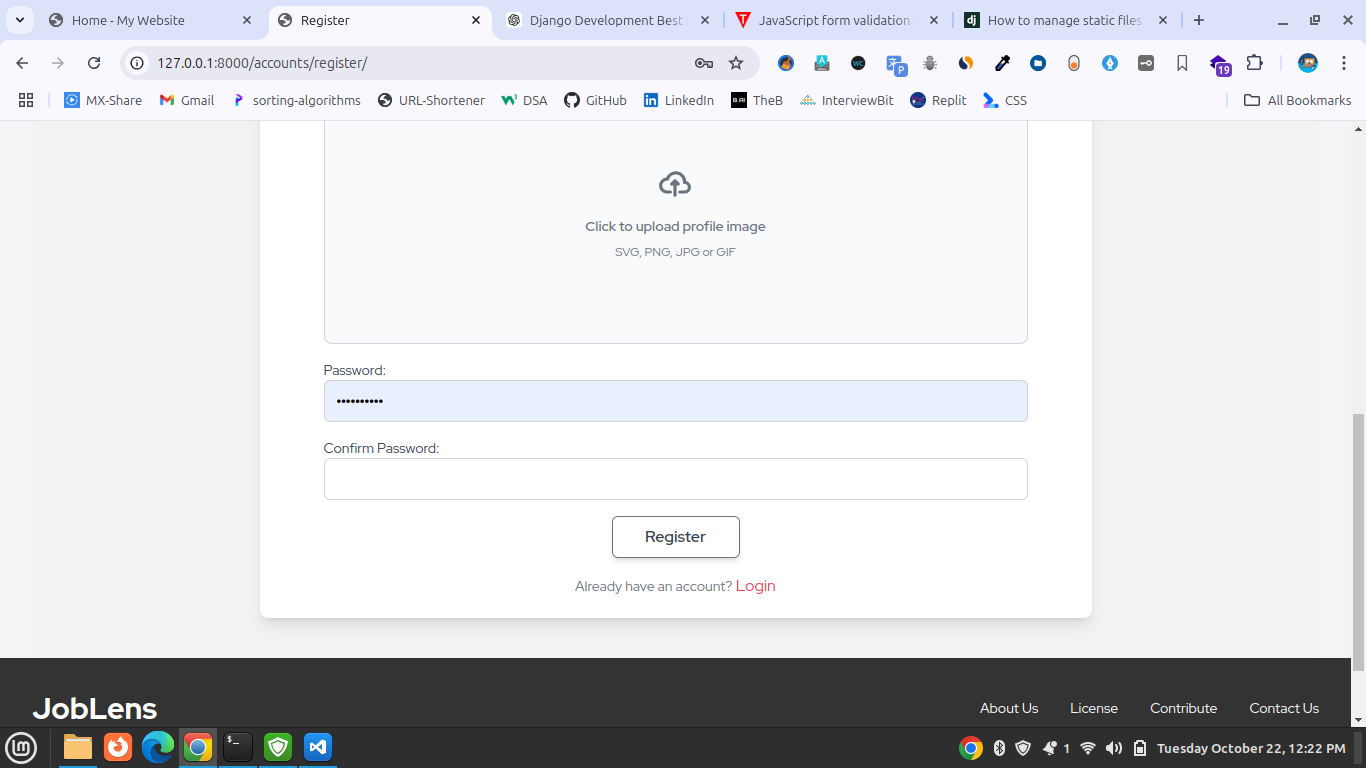 Home - My Website
Register
Django Development Best
JavaScript form validation
How to manage static files
127.0.0.1:8000/accounts/register/
WC
P
19
MX-Share
Gmail
sorting-algorithms
URL-Shortener
DSA
GitHub
LinkedIn
TheB
InterviewBit
Replit
CSS
All Bookmarks
Click to upload profile image
SVG, PNG, JPG or GIF
Password:
••••••••••
Confirm Password:
Register
Already have an account? Login
JobLens
About Us
License
Contribute
Contact Us
1
Tuesday October 22, 12:22 PM